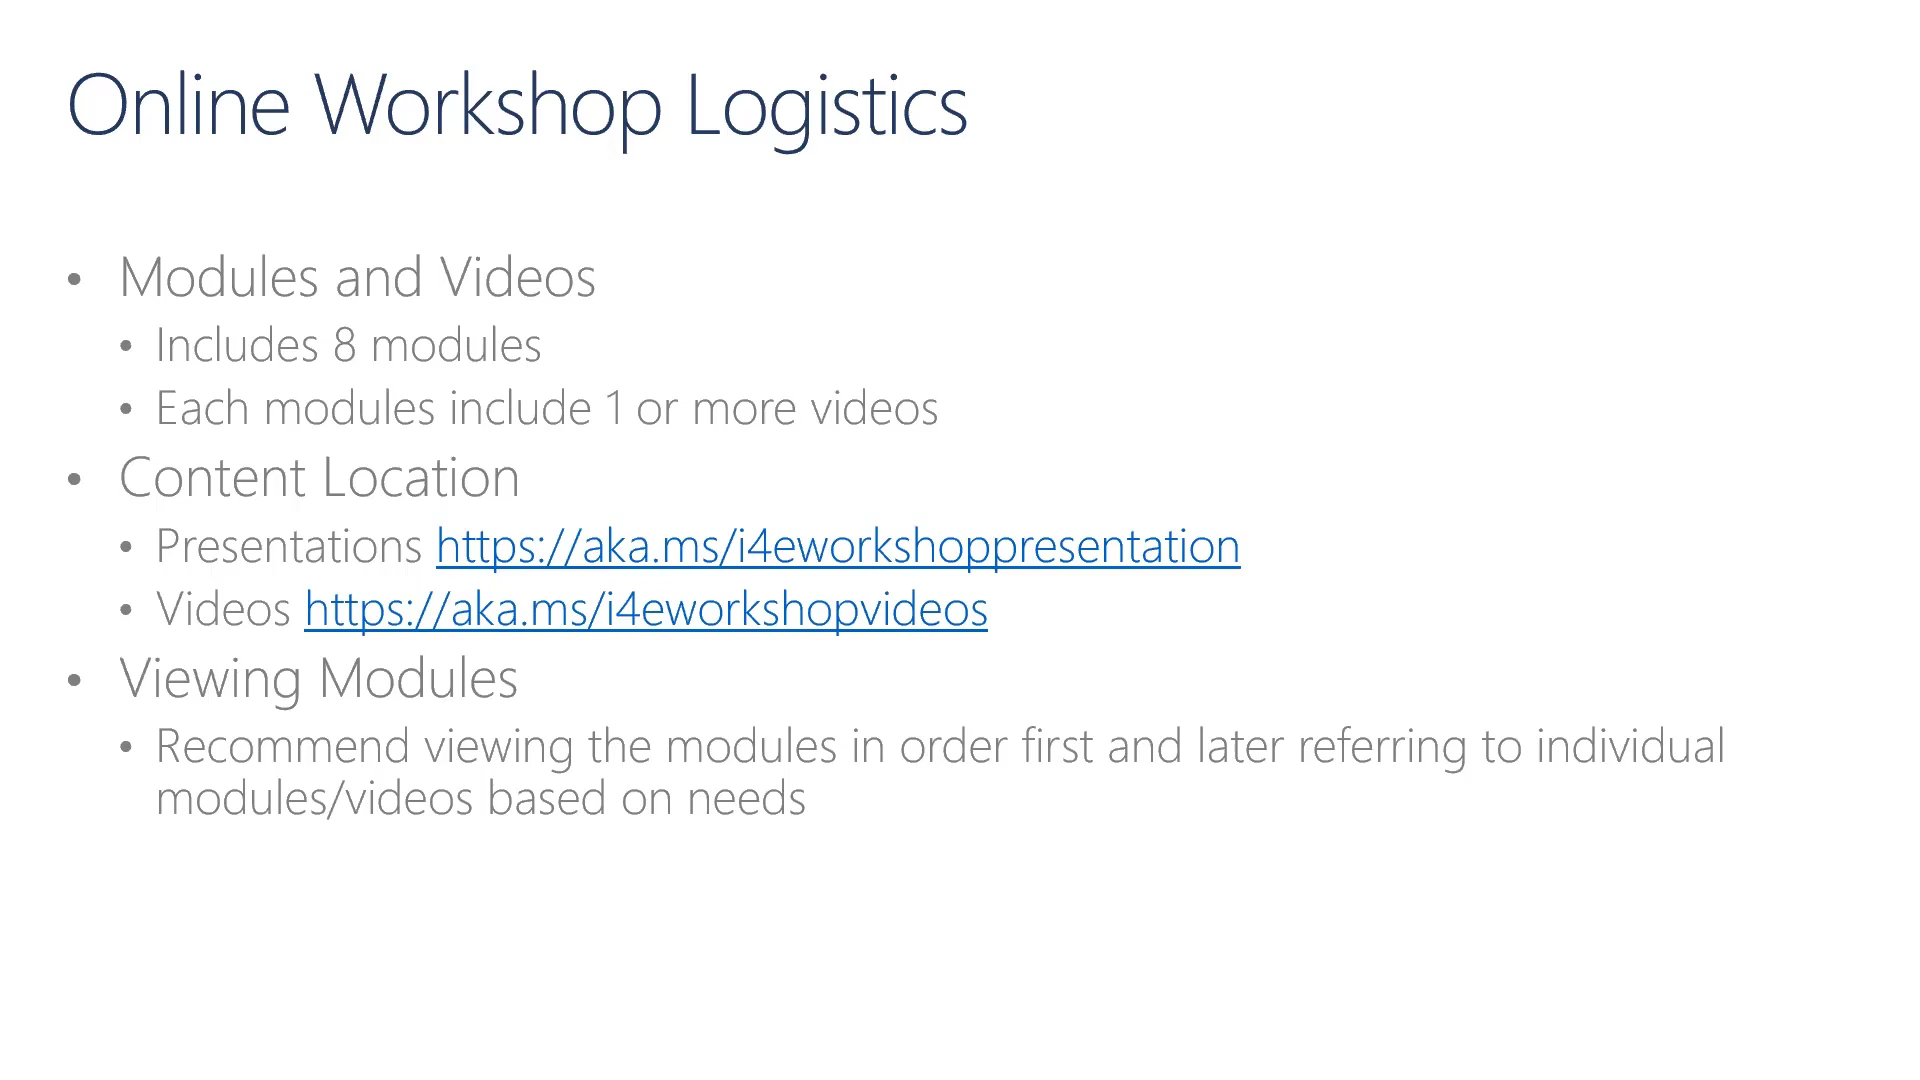 Online Workshop Logistics
• Modules and Videos
• Includes 8 modules
• Each modules include 1 or more videos
• Content Location
• Presentations https://aka.ms/i4eworkshoppresentation
• Videos https://aka.ms/i4eworkshopvideos
• Viewing Modules
• Recommend viewing the modules in order first and later referring to individual
modules/videos based on needs